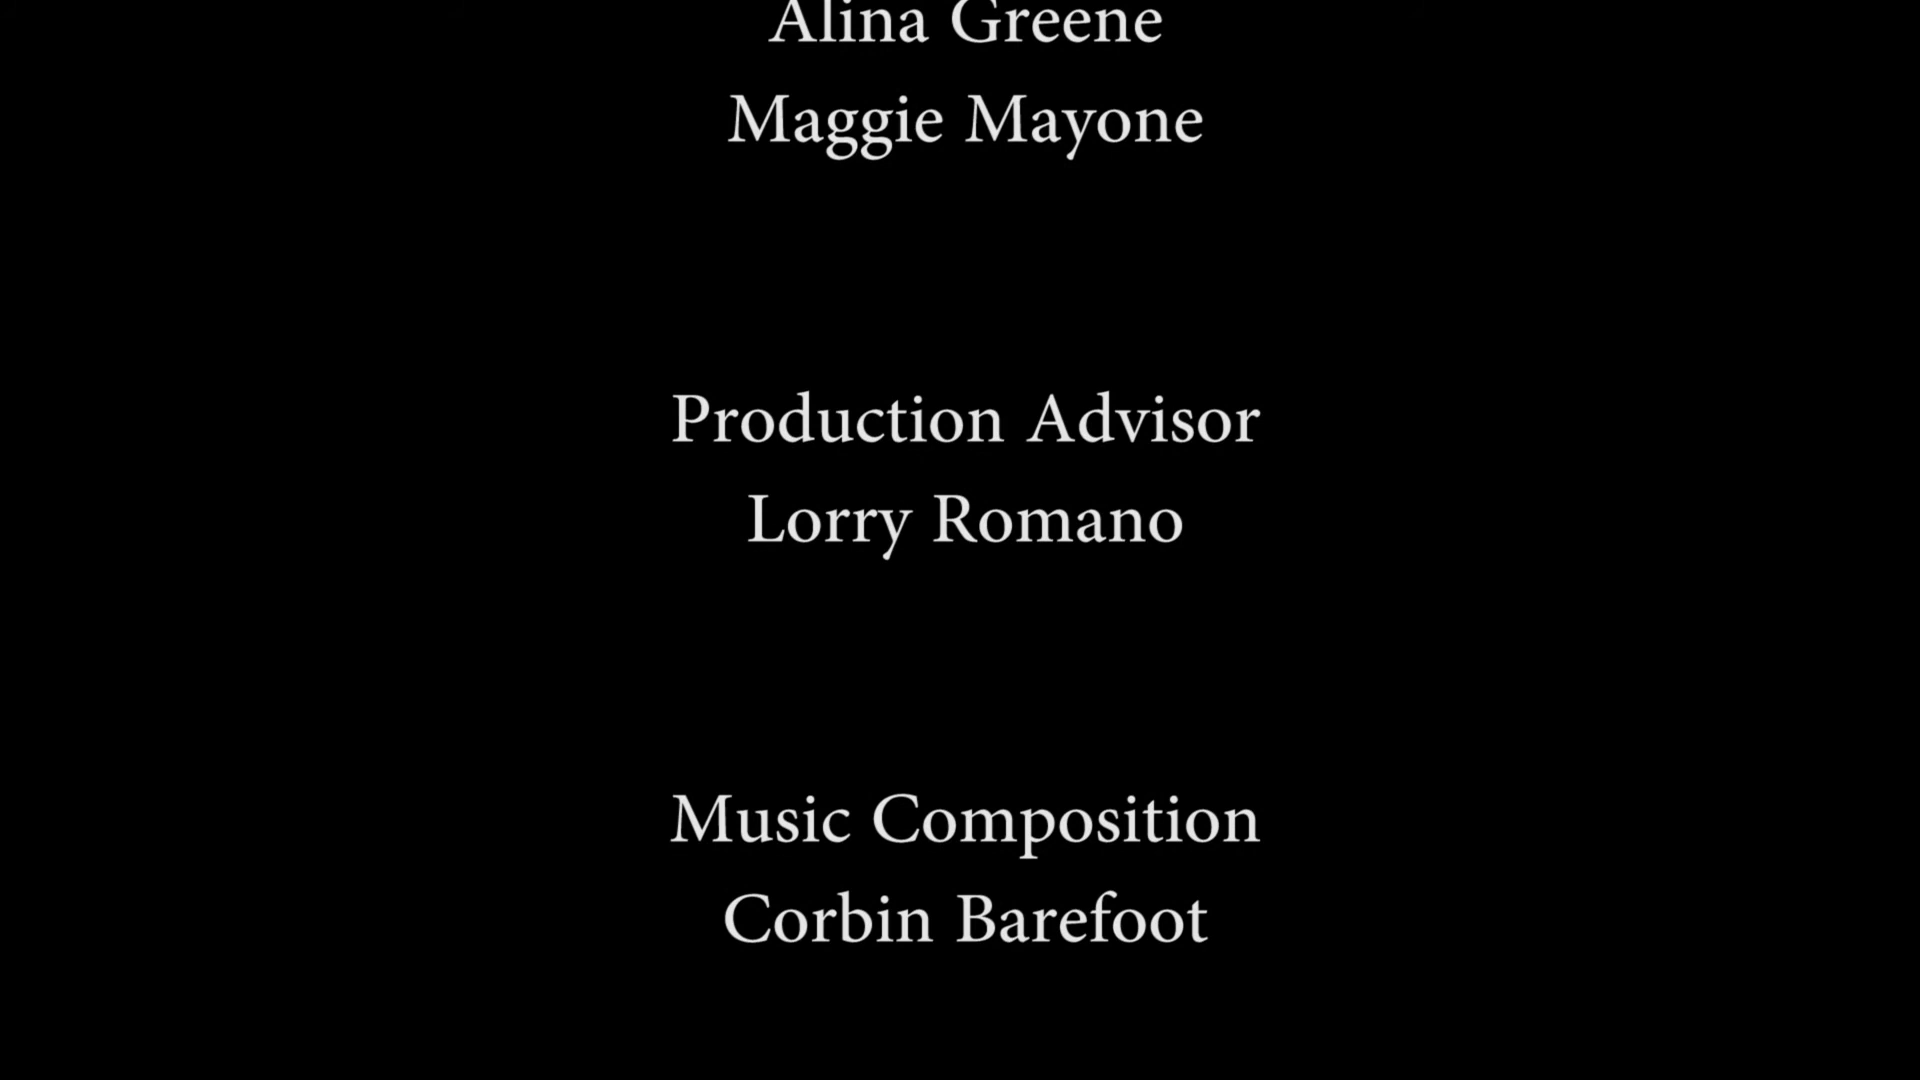 Alina Greene
Maggie Mayone
Production Advisor
Lorry Romano
Music Composition
Corbin Barefoot